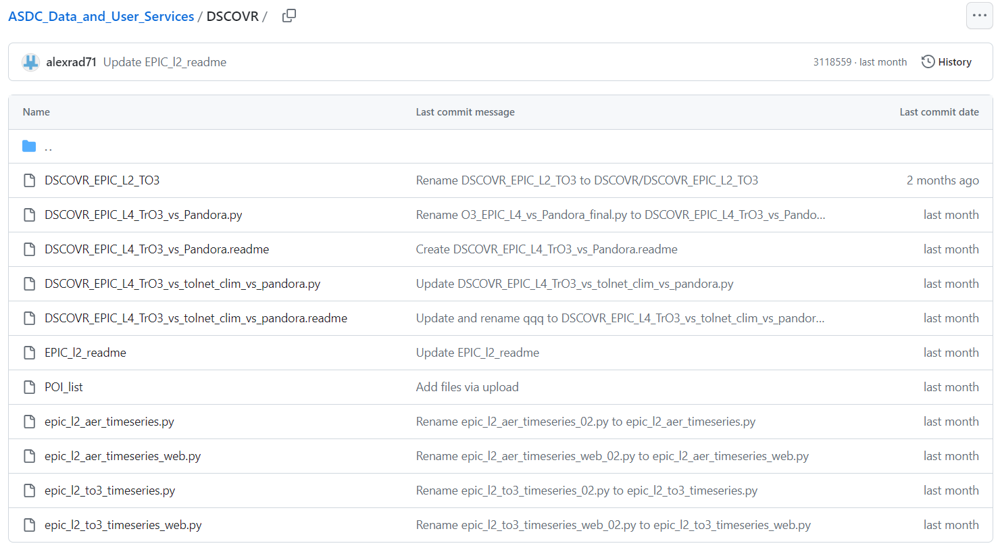 ASDC_Data_and_User_Services / DSCOVR /
alexrad71 Update EPIC_l2_readme 3118559 · last month History
Name Last commit message Last commit date
..
DSCOVR_EPIC_L2_TO3 Rename DSCOVR_EPIC_L2_TO3 to DSCOVR/DSCOVR_EPIC_L2_TO3 2 months ago
DSCOVR_EPIC_L4_TrO3_vs_Pandora.py Rename O3_EPIC_L4_vs_Pandora_final.py to DSCOVR_EPIC_L4_TrO3_vs_Pando... last month
DSCOVR_EPIC_L4_TrO3_vs_Pandora.readme Create DSCOVR_EPIC_L4_TrO3_vs_Pandora.readme last month
DSCOVR_EPIC_L4_TrO3_vs_tolnet_clim_vs_pandora.py Update DSCOVR_EPIC_L4_TrO3_vs_tolnet_clim_vs_pandora.py last month
DSCOVR_EPIC_L4_TrO3_vs_tolnet_clim_vs_pandora.readme Update and rename qqq to DSCOVR_EPIC_L4_TrO3_vs_tolnet_clim_vs_pandor... last month
EPIC_l2_readme Update EPIC_l2_readme last month
POI_list Add files via upload last month
epic_l2_aer_timeseries.py Rename epic_l2_aer_timeseries_02.py to epic_l2_aer_timeseries.py last month
epic_l2_aer_timeseries_web.py Rename epic_l2_aer_timeseries_web_02.py to epic_l2_aer_timeseries_web.py last month
epic_l2_to3_timeseries.py Rename epic_l2_to3_timeseries_02.py to epic_l2_to3_timeseries.py last month
epic_l2_to3_timeseries_web.py Rename epic_l2_to3_timeseries_web_02.py to epic_l2_to3_timeseries_web.py last month